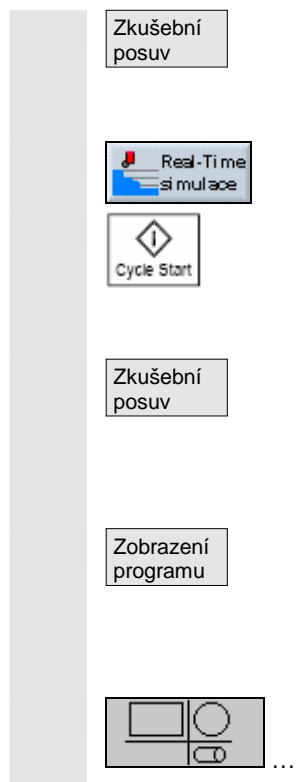 Zkušební
posuv
Real-Time
simulace
Cycle Start
Zkušební
posuv
Zobrazení
programu
...